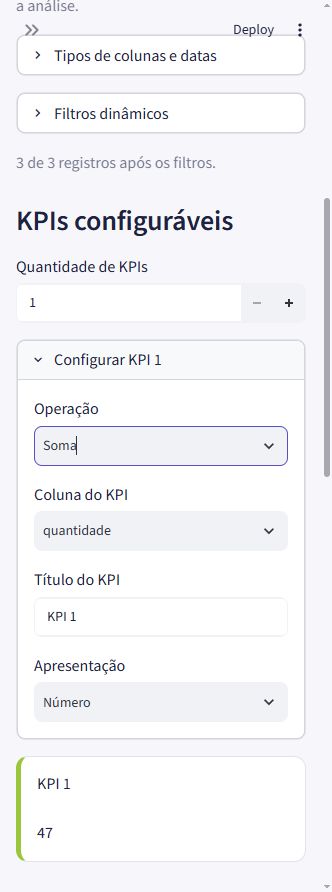 a análise.
Deploy
Tipos de colunas e datas
Filtros dinâmicos
3 de 3 registros após os filtros.
KPIs configuráveis
Quantidade de KPIs
1
Configurar KPI 1
Operação
Soma
Coluna do KPI
quantidade
Título do KPI
KPI 1
Apresentação
Número
KPI 1
47